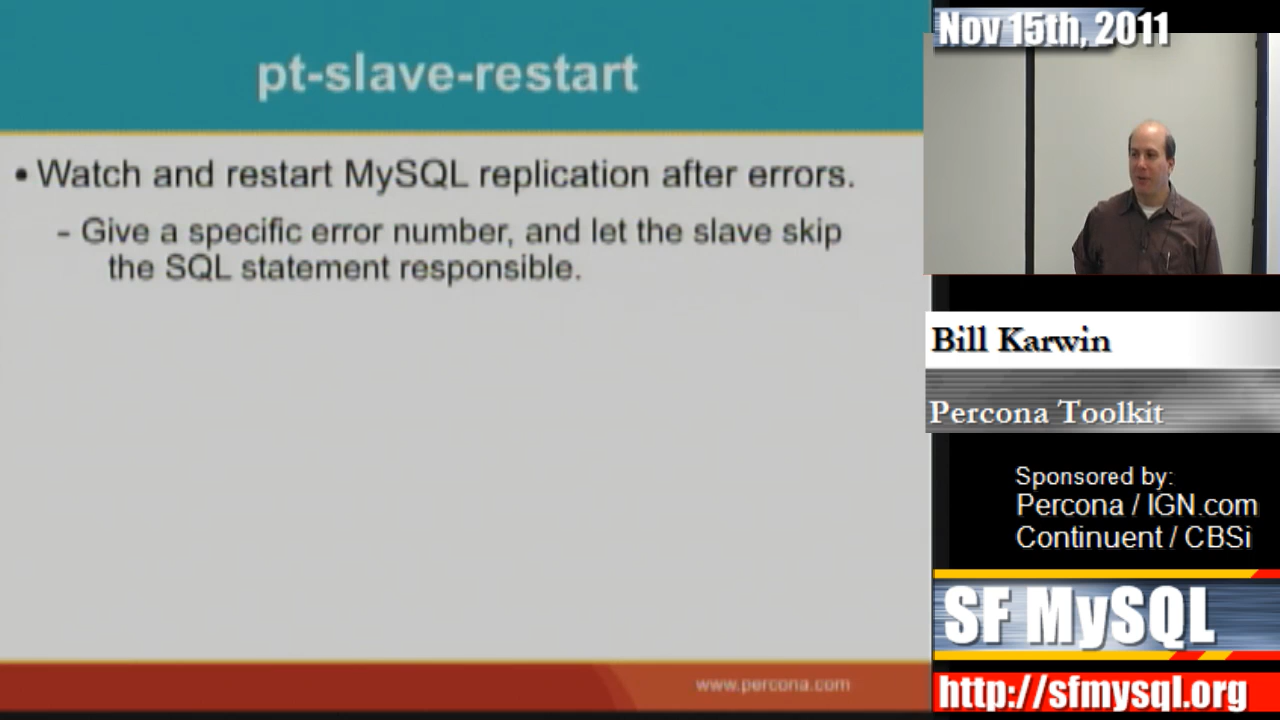 pt-slave-restart
• Watch and restart MySQL replication after errors.
– Give a specific error number, and let the slave skip
the SQL statement responsible.
www.percona.com
Nov 15th, 2011
Bill Karwin
Percona Toolkit
Sponsored by:
Percona / IGN.com
Continuent / CBSi
SF MySQL
http://sfmysql.org